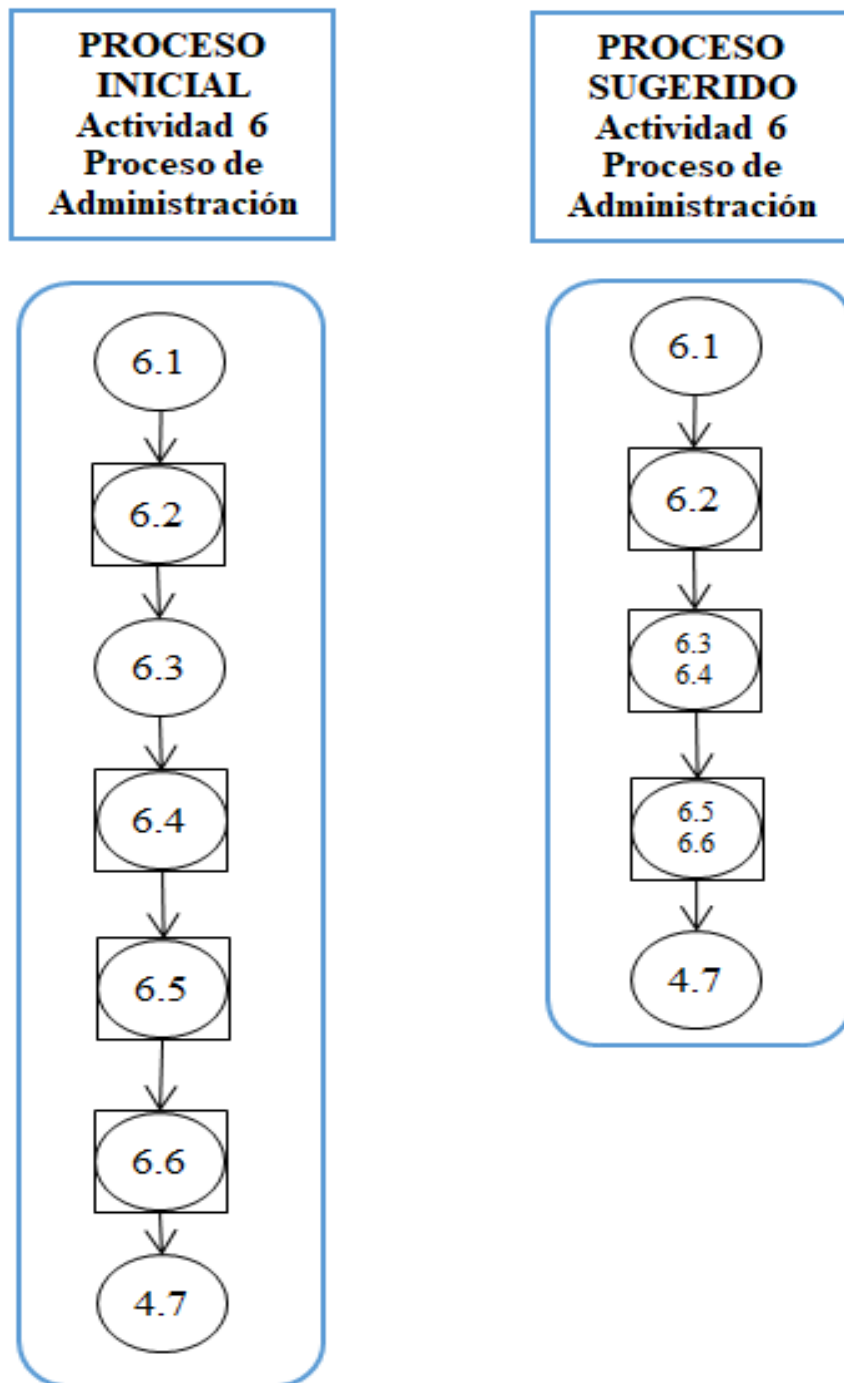 PROCESO
INICIAL
Actividad 6
Proceso de
Administración
6.1
6.2
6.3
6.4
6.5
6.6
4.7
PROCESO
SUGERIDO
Actividad 6
Proceso de
Administración
6.1
6.2
6.3
6.4
6.5
6.6
4.7